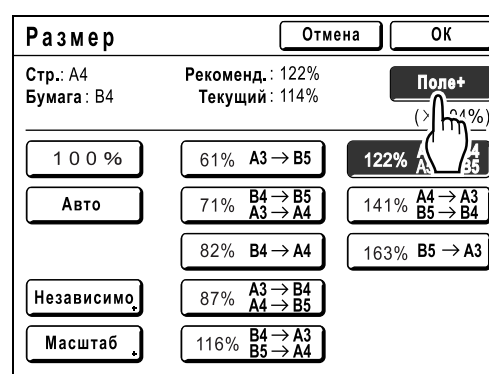 Размер Отмена ОК
Стр.: A4 Рекоменд.: 122% Поле+
Бумага: B4 Текущий: 114%
100% 61% A3→B5 122%
Авто 71% B4→B5 A3→A4 141% A4→A3 B5→B4
82% B4→A4 163% B5→A3
Независимо 87% A3→B4 A4→B5
Масштаб 116% B4→A3 B5→A4